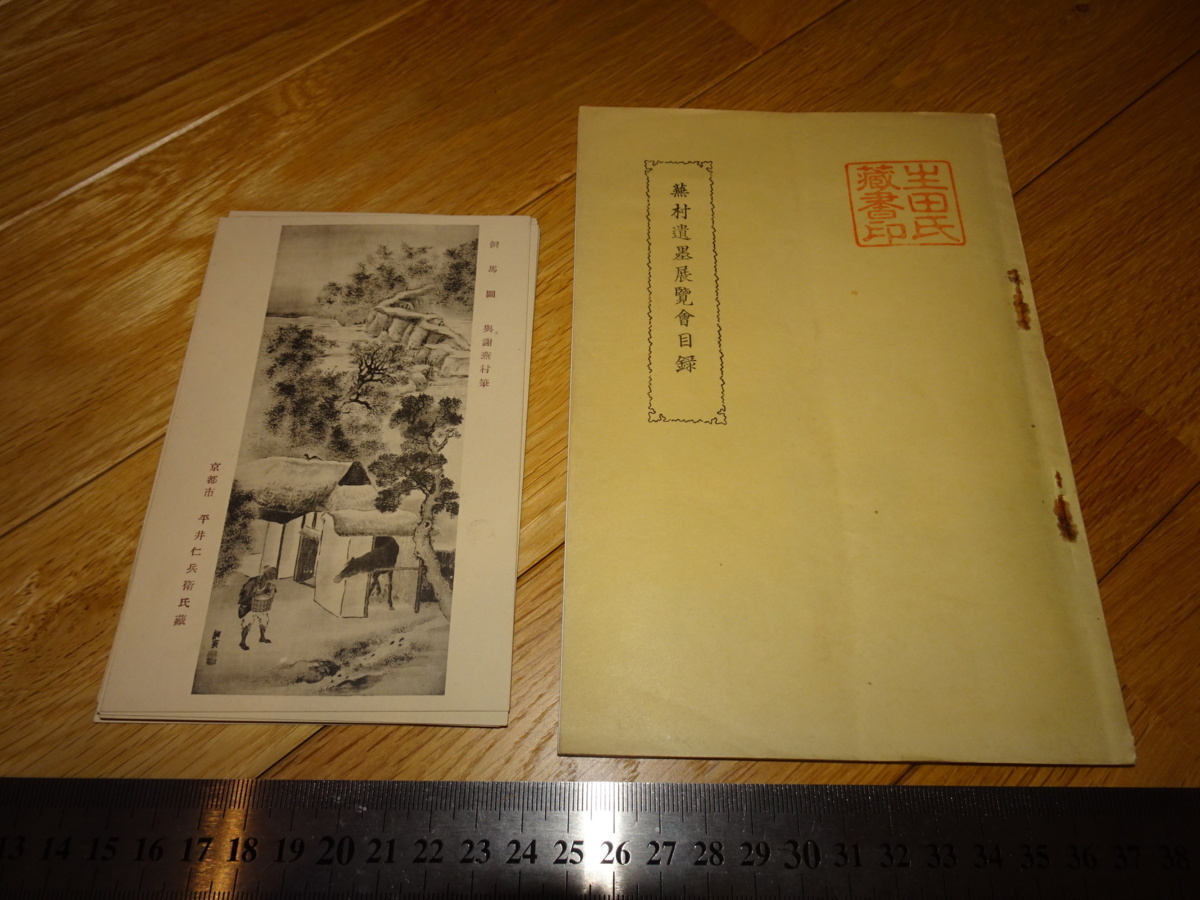 飼馬圖 與謝蕪村筆
京都市 平井仁兵衛氏藏
蕪村遺墨展覽會目錄
生田氏
藏書印
13 14 15 16 17 18 19 20 21 22 23 24 25 26 27 28 29 30 31 32 33 34 35 36 37 38